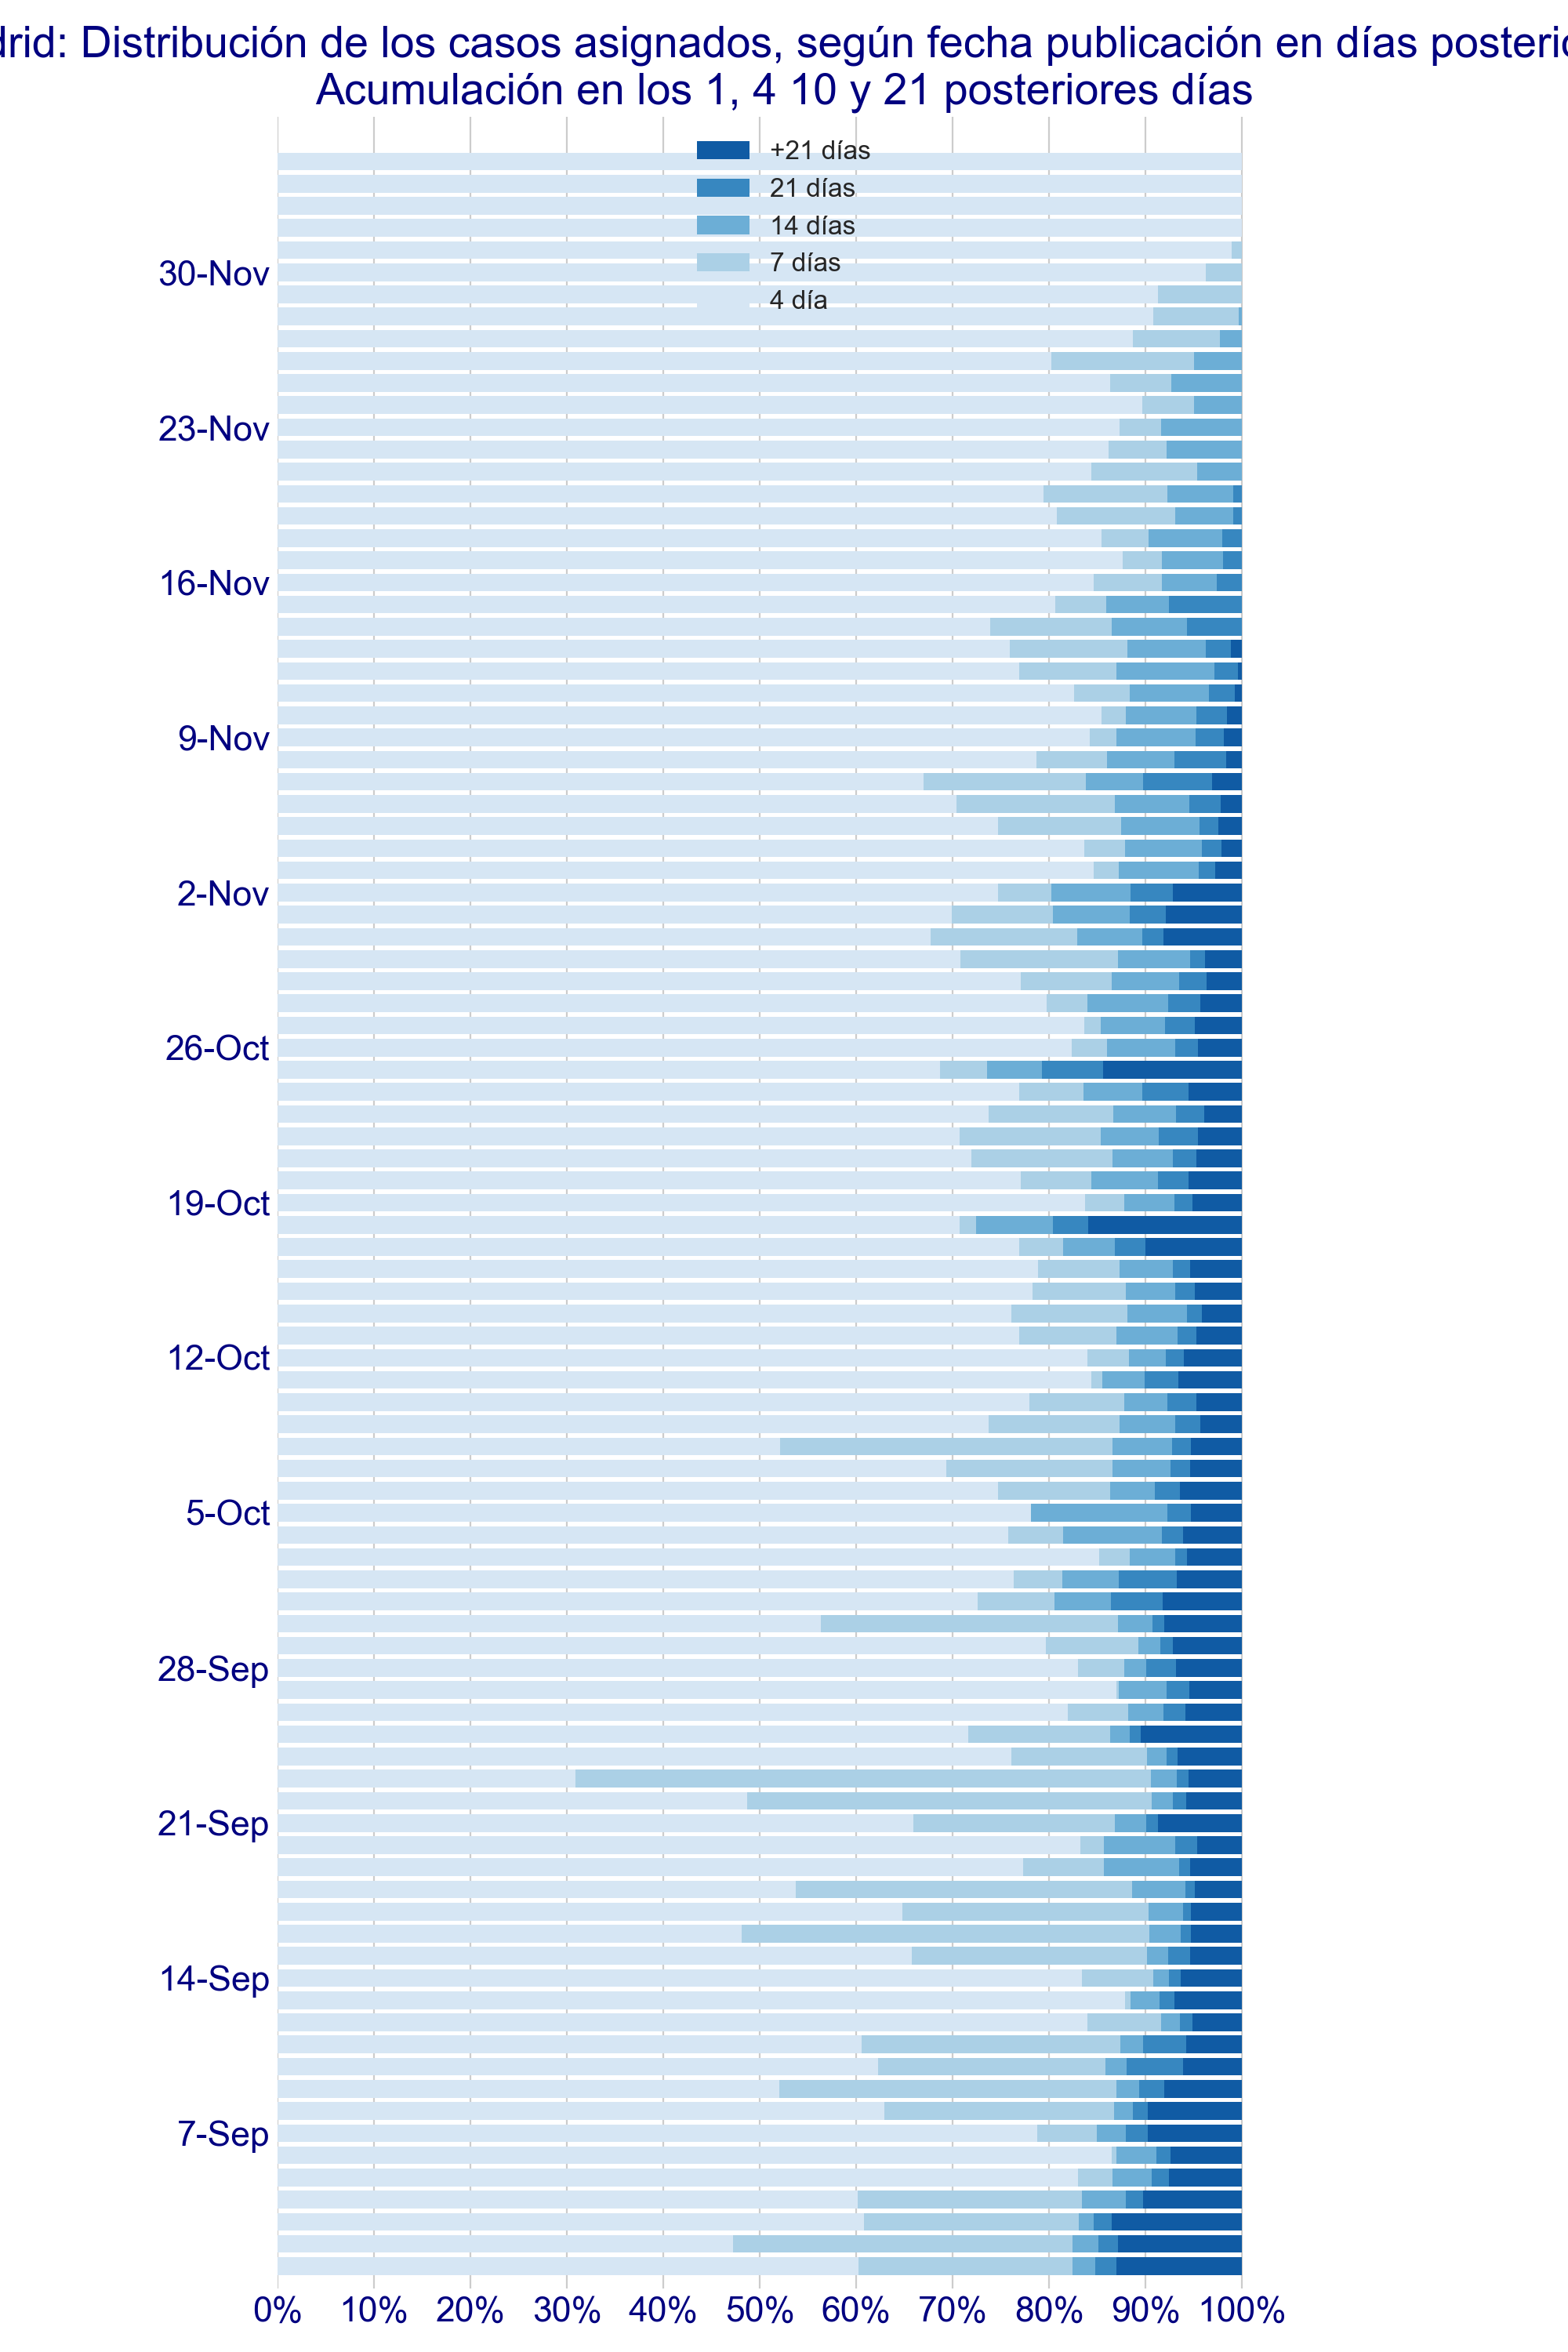 drid: Distribución de los casos asignados, según fecha publicación en días posterio
Acumulación en los 1, 4 10 y 21 posteriores días
+21 días
21 días
14 días
7 días
4 día
30-Nov
23-Nov
16-Nov
9-Nov
2-Nov
26-Oct
19-Oct
12-Oct
5-Oct
28-Sep
21-Sep
14-Sep
7-Sep
0% 10% 20% 30% 40% 50% 60% 70% 80% 90% 100%